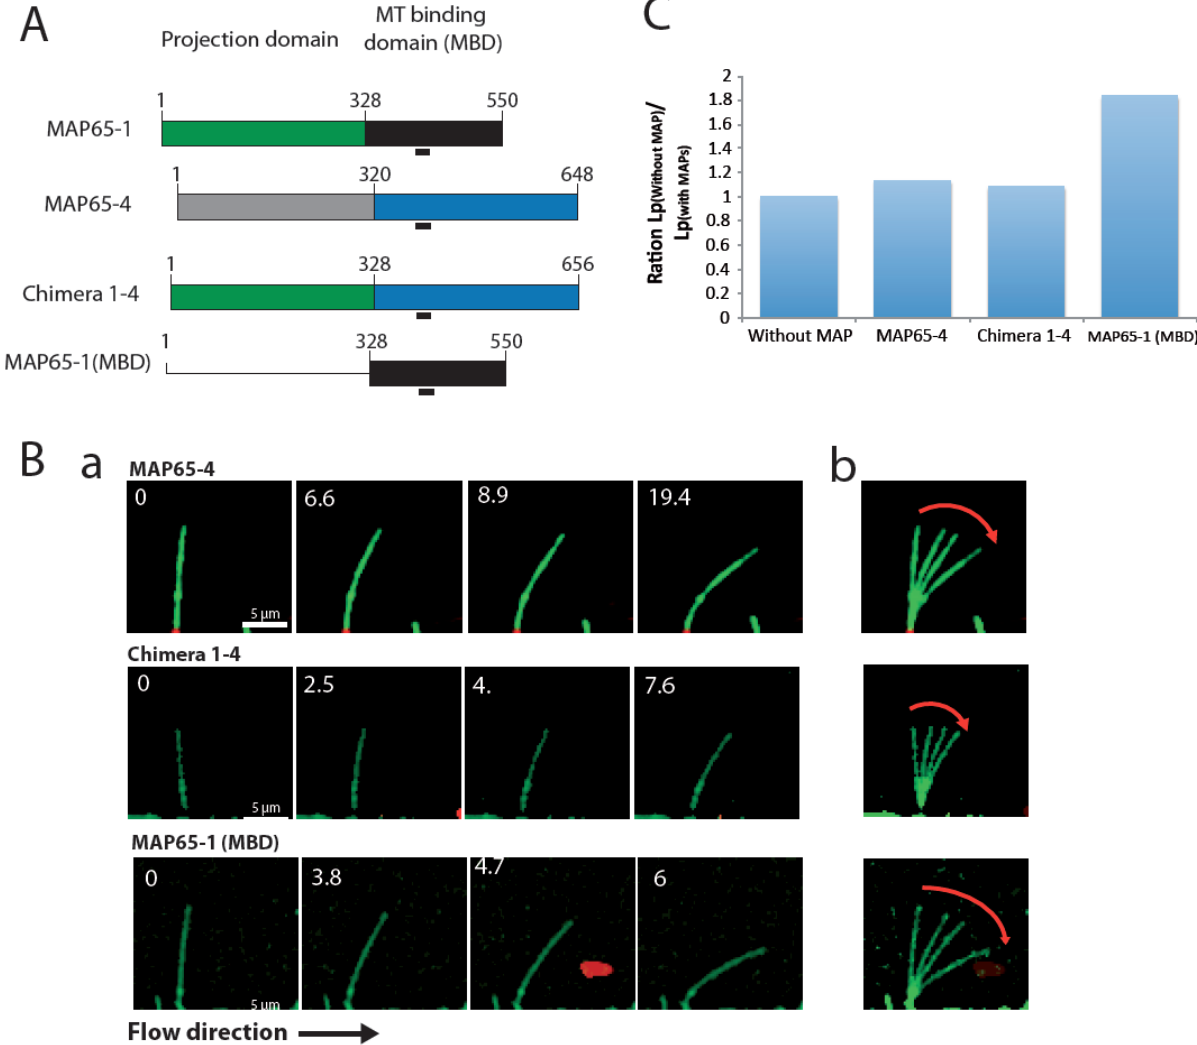 A
Projection domain
MT binding
domain (MBD)
1 328 550
MAP65-1
1 320 648
MAP65-4
1 328 656
Chimera 1-4
1 328 550
MAP65-1(MBD)
C
Ration Lp(Without MAP)/
Lp(with MAPs)
2
1.8
1.6
1.4
1.2
1
0.8
0.6
0.4
0.2
0
Without MAP MAP65-4 Chimera 1-4 MAP65-1 (MBD)
B a b
MAP65-4
0 6.6 8.9 19.4
5 µm
Chimera 1-4
0 2.5 4. 7.6
5 µm
MAP65-1 (MBD)
0 3.8 4.7 6
5 µm
Flow direction